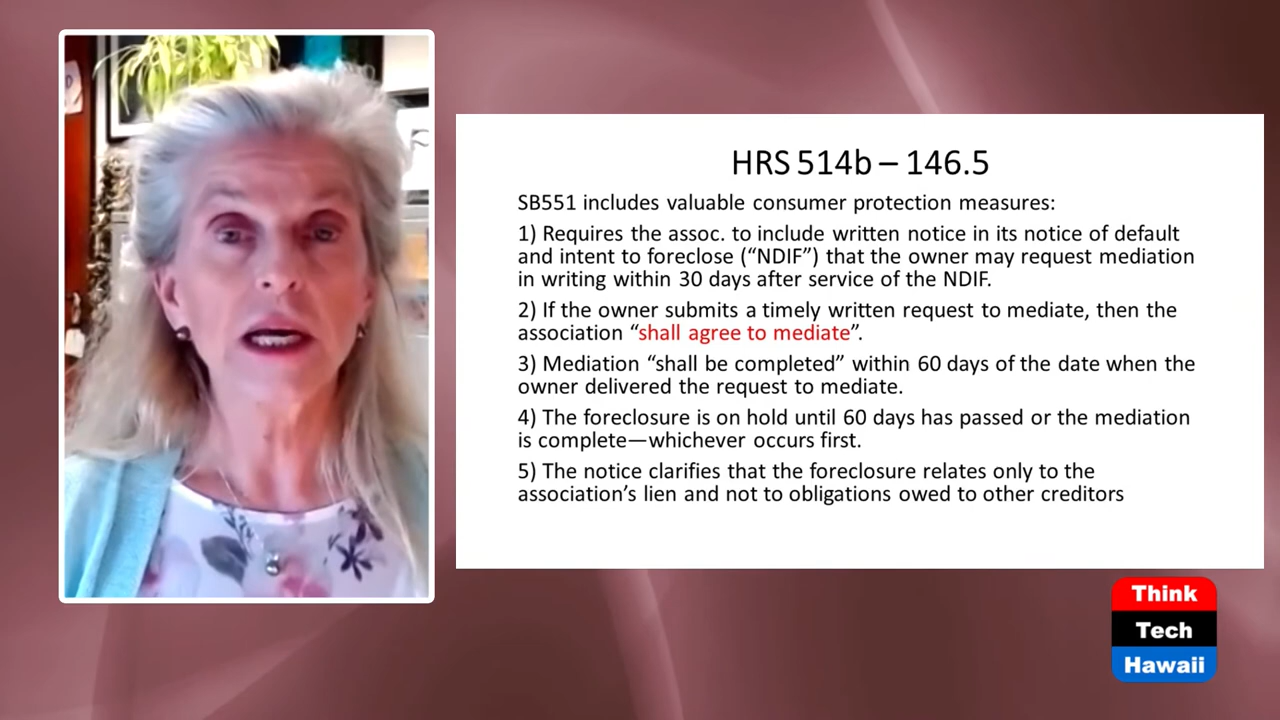 HRS 514b – 146.5
SB551 includes valuable consumer protection measures:
1) Requires the assoc. to include written notice in its notice of default
and intent to foreclose (“NDIF”) that the owner may request mediation
in writing within 30 days after service of the NDIF.
2) If the owner submits a timely written request to mediate, then the
association “shall agree to mediate”.
3) Mediation “shall be completed” within 60 days of the date when the
owner delivered the request to mediate.
4) The foreclosure is on hold until 60 days has passed or the mediation
is complete—whichever occurs first.
5) The notice clarifies that the foreclosure relates only to the
association’s lien and not to obligations owed to other creditors
Think
Tech
Hawaii